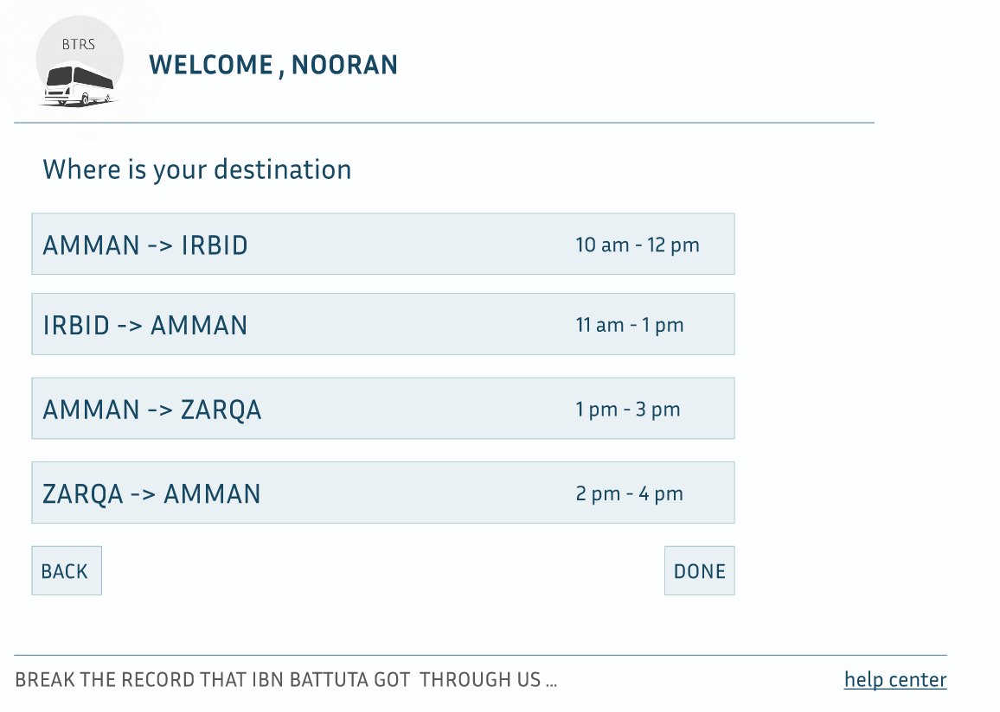 BTRS
WELCOME , NOORAN
Where is your destination
AMMAN -> IRBID 10 am - 12 pm
IRBID -> AMMAN 11 am - 1 pm
AMMAN -> ZARQA 1 pm - 3 pm
ZARQA -> AMMAN 2 pm - 4 pm
BACK DONE
BREAK THE RECORD THAT IBN BATTUTA GOT THROUGH US ... help center